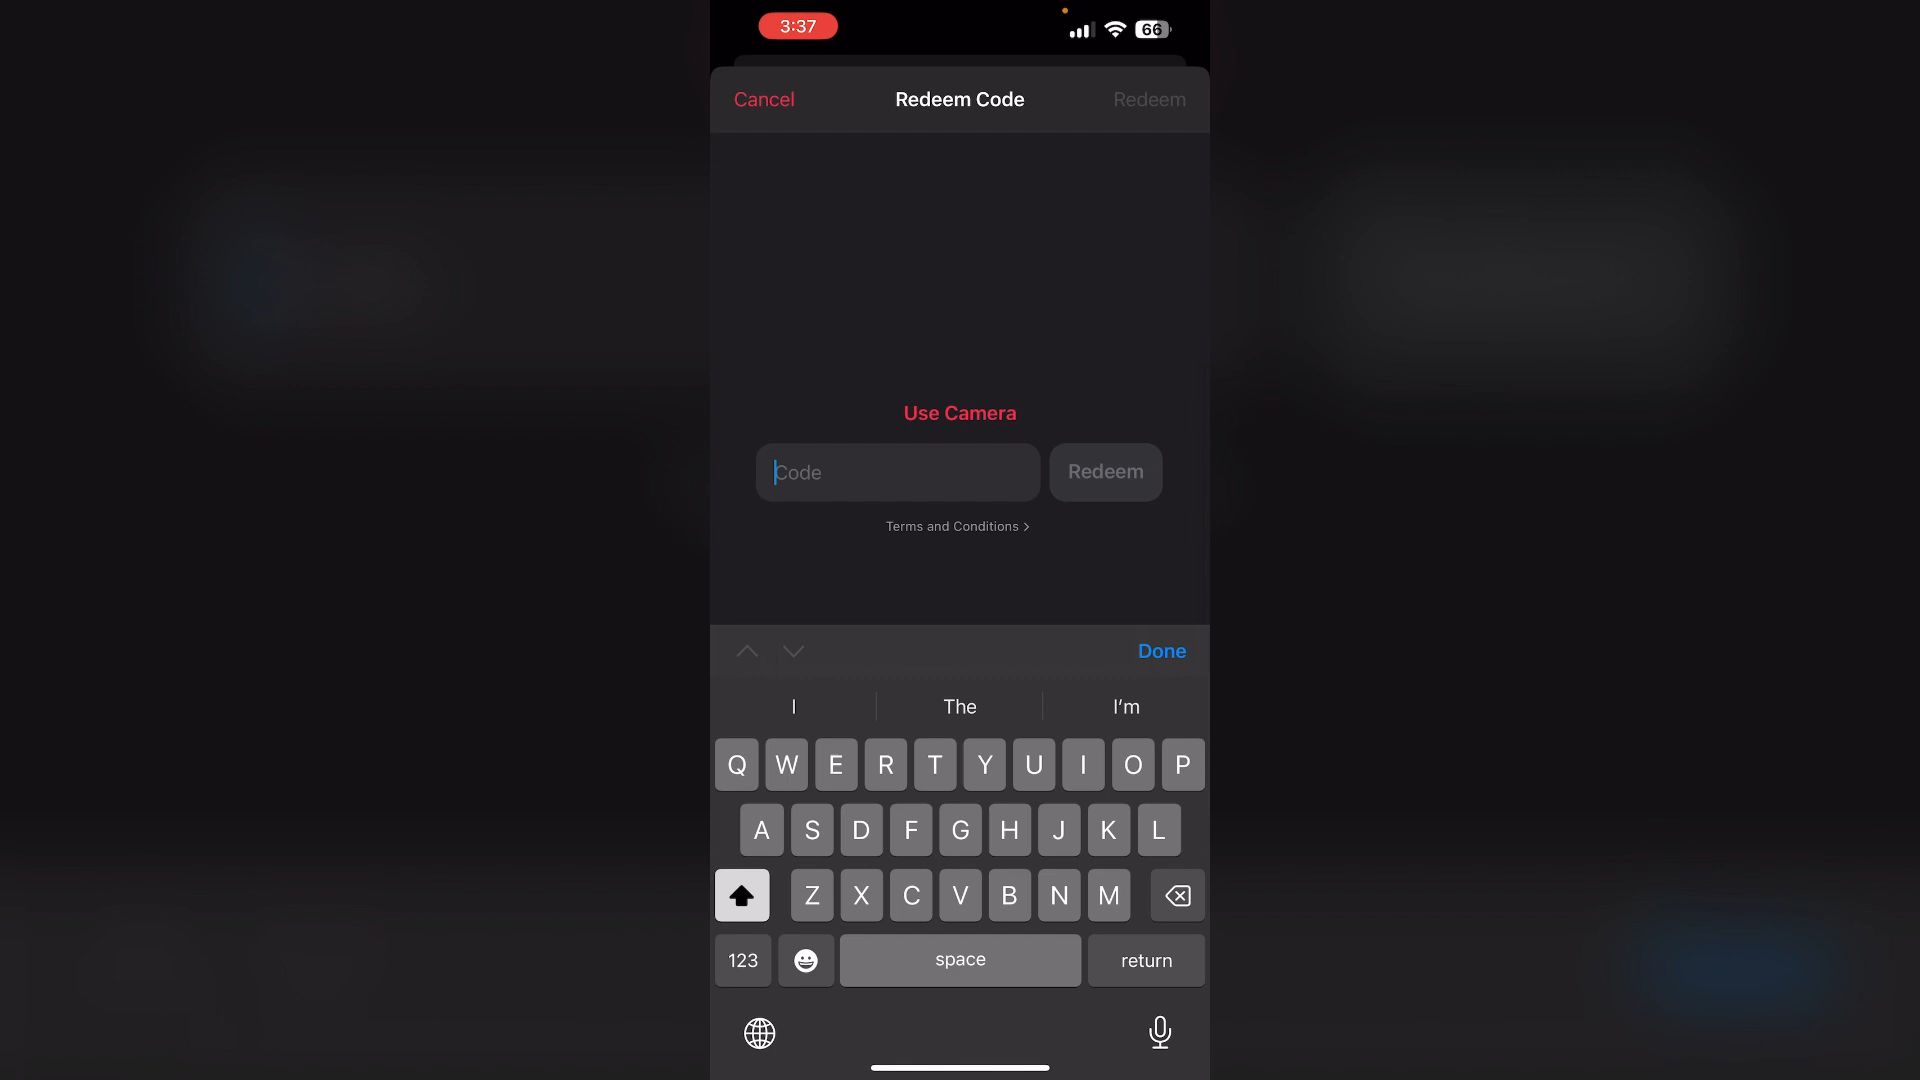 3:37
66
Cancel
Redeem Code
Redeem
Use Camera
Code
Redeem
Terms and Conditions >
Done
I
The
I'm
Q W E R T Y U I O P
A S D F G H J K L
Z X C V B N M
123
space
return